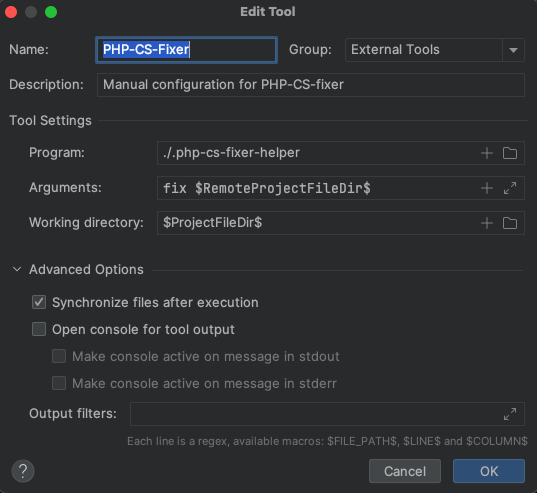 Edit Tool
Name: PHP-CS-Fixer Group: External Tools
Description: Manual configuration for PHP-CS-fixer
Tool Settings
Program: ./.php-cs-fixer-helper
Arguments: fix $RemoteProjectFileDir$
Working directory: $ProjectFileDir$
Advanced Options
Synchronize files after execution
Open console for tool output
Make console active on message in stdout
Make console active on message in stderr
Output filters:
Each line is a regex, available macros: $FILE_PATH$, $LINE$ and $COLUMN$
? Cancel OK